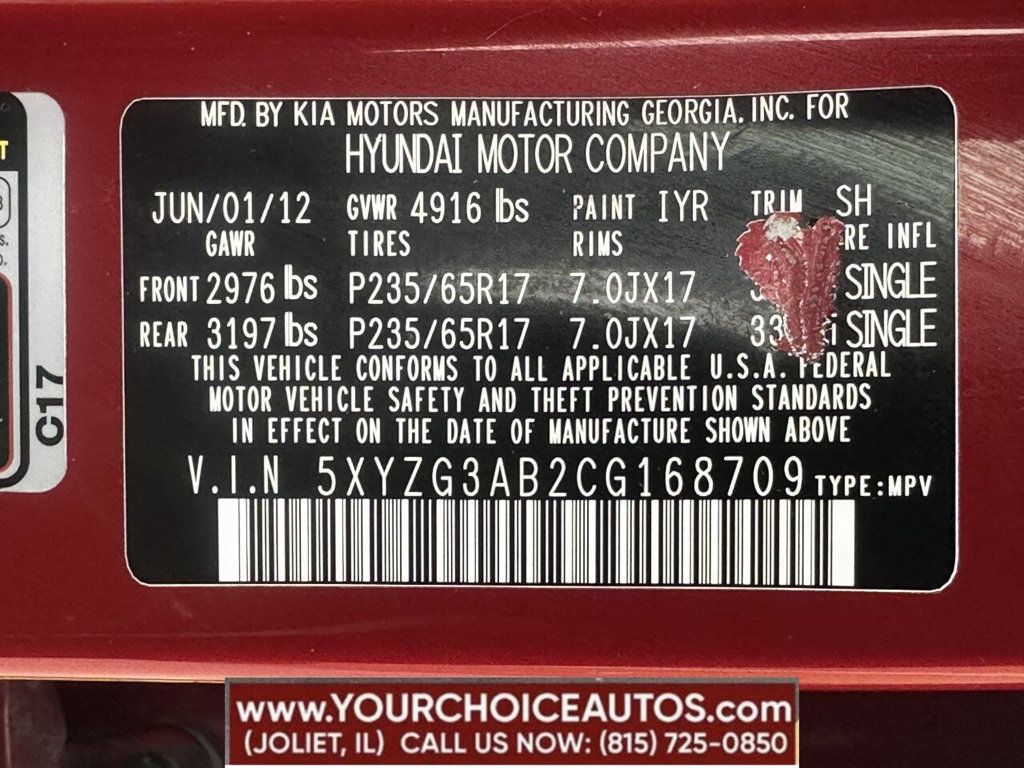 MFD. BY KIA MOTORS MANUFACTURING GEORGIA. INC. FOR
HYUNDAI MOTOR COMPANY
JUN/01/12 GVWR 4916 lbs PAINT IYR TRIM SH
GAWR TIRES RIMS INFL
FRONT 2976 lbs P235/65R17 7.0JX17 SINGLE
REAR 3197 lbs P235/65R17 7.0JX17 SINGLE
THIS VEHICLE CONFORMS TO ALL APPLICABLE U.S.A. FEDERAL
MOTOR VEHICLE SAFETY AND THEFT PREVENTION STANDARDS
IN EFFECT ON THE DATE OF MANUFACTURE SHOWN ABOVE
V.I.N 5XYZG3AB2CG168709 TYPE:MPV
C17
www.YOURCHOICEAUTOS.com
(JOLIET, IL) CALL US NOW: (815) 725-0850